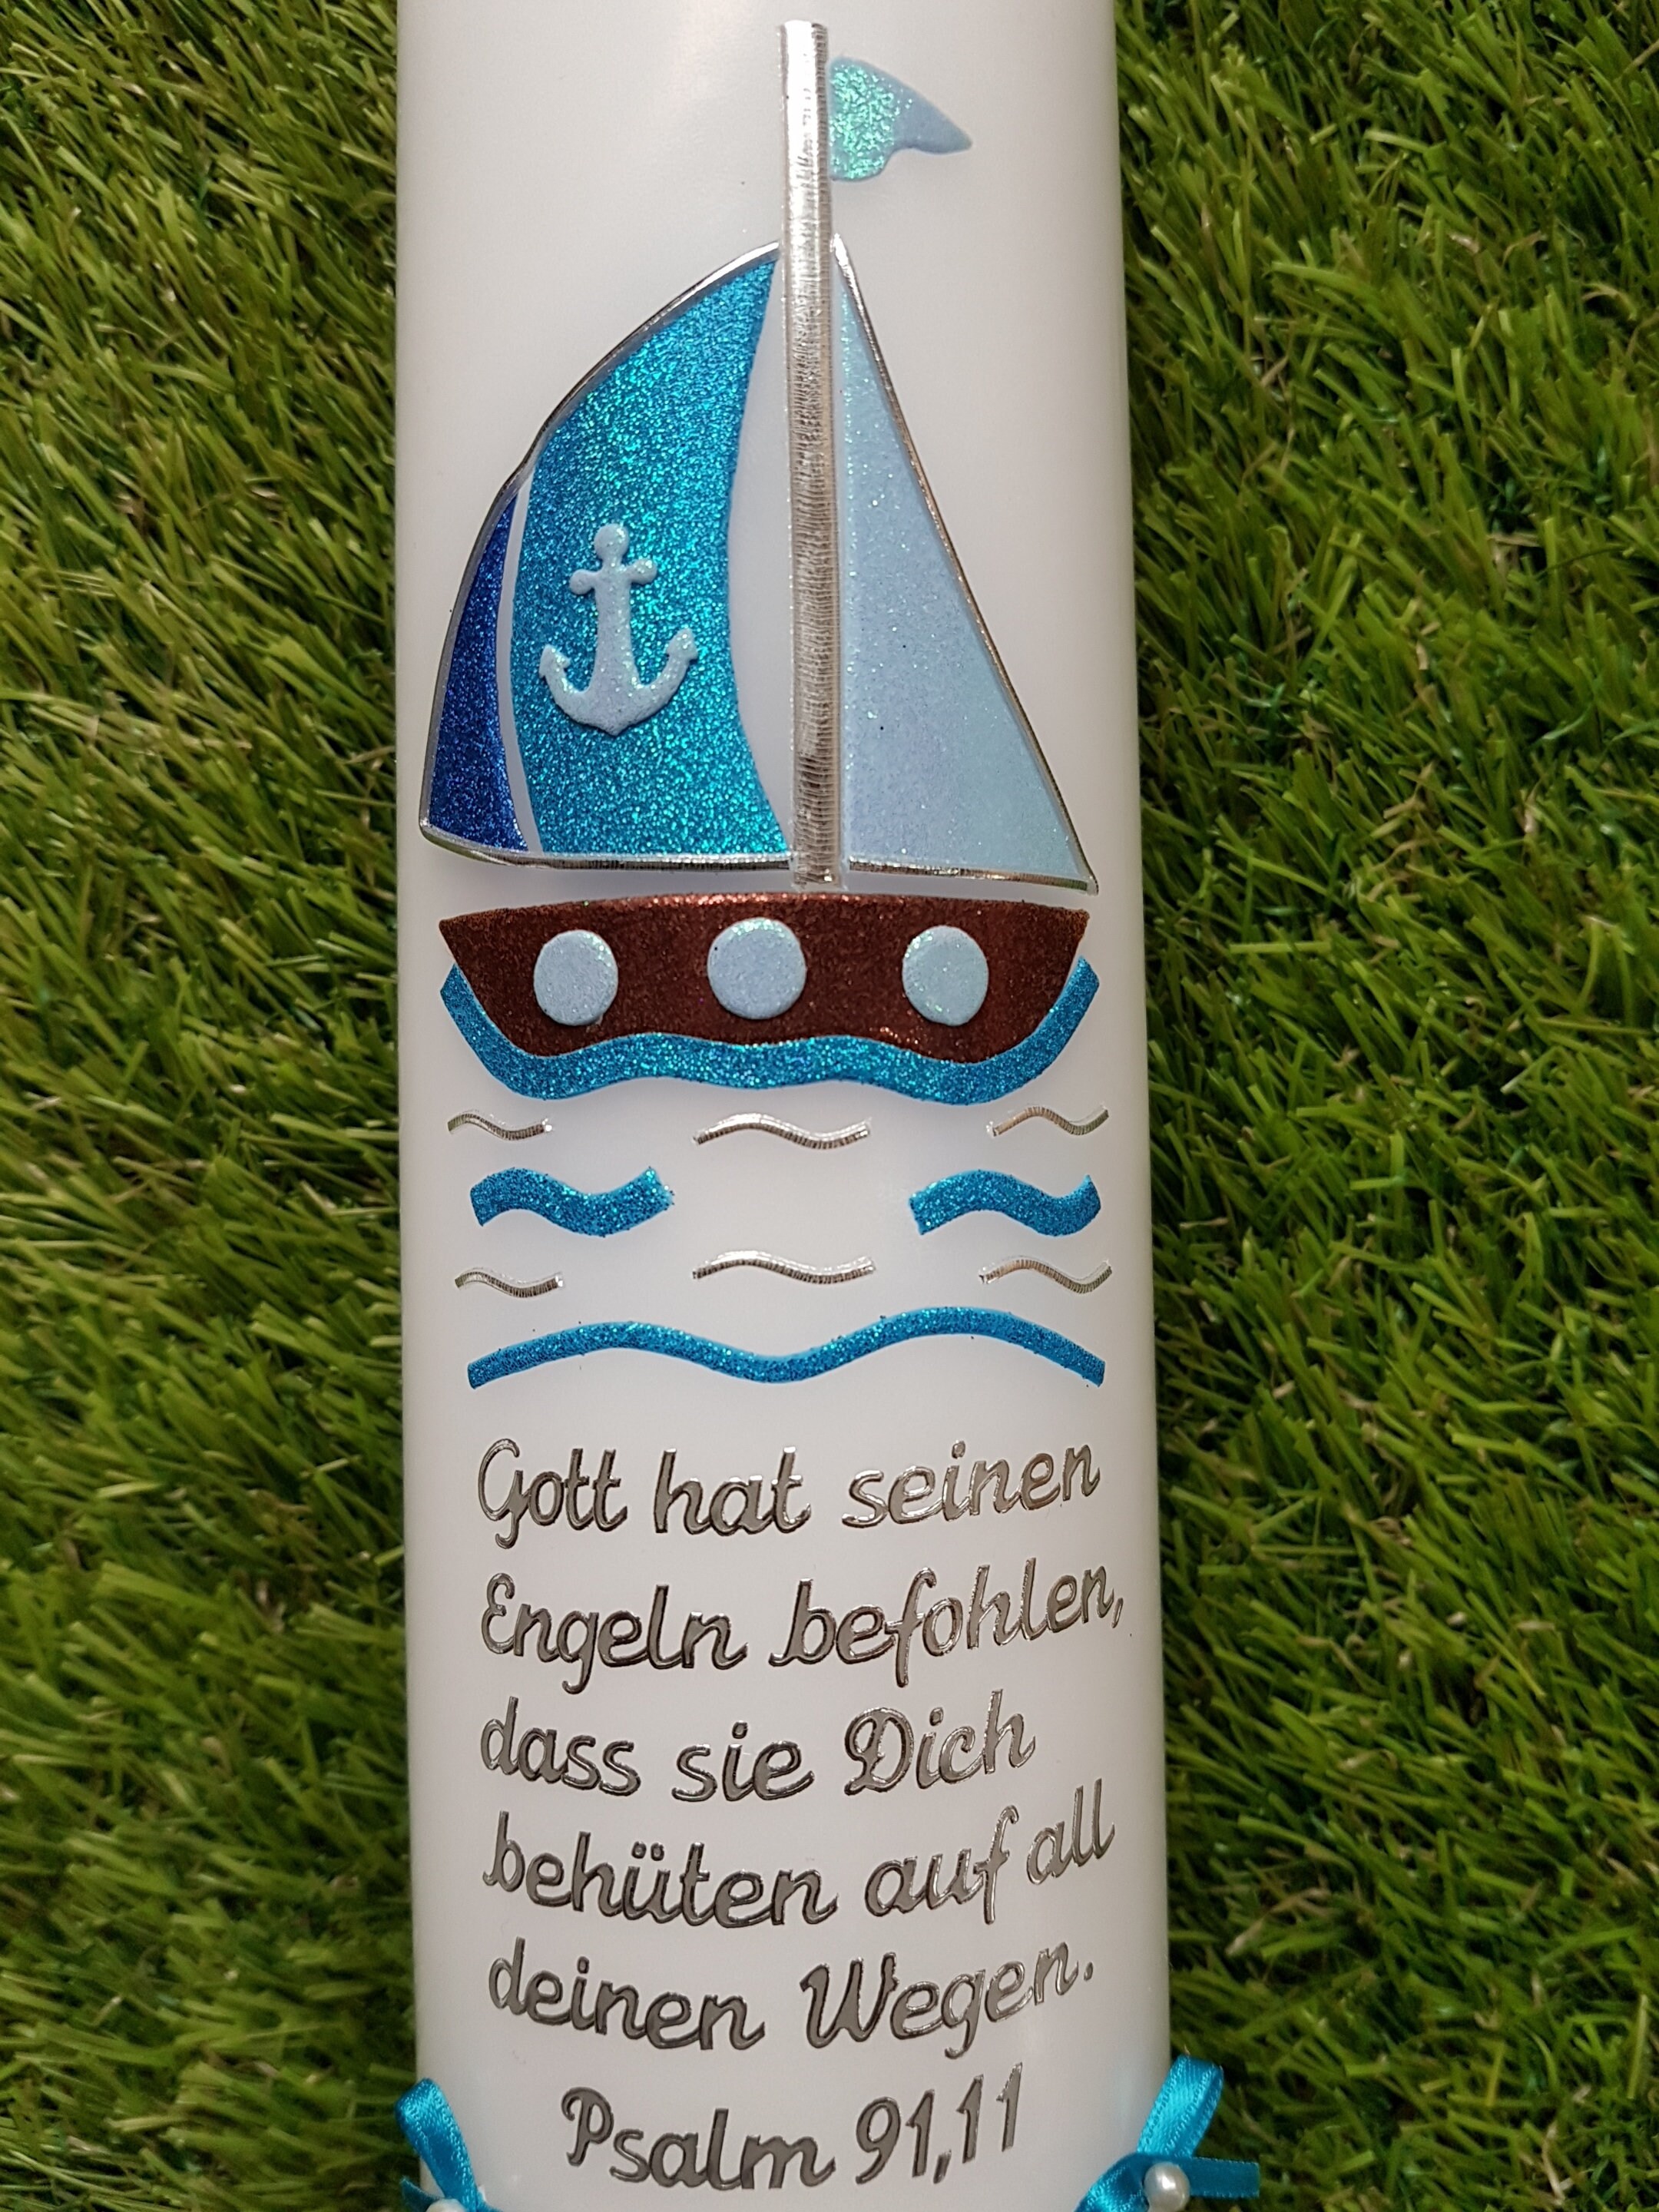 Gott hat seinen
Engeln befohlen,
dass sie Dich
behüten auf all
deinen Wegen.
Psalm 91,11